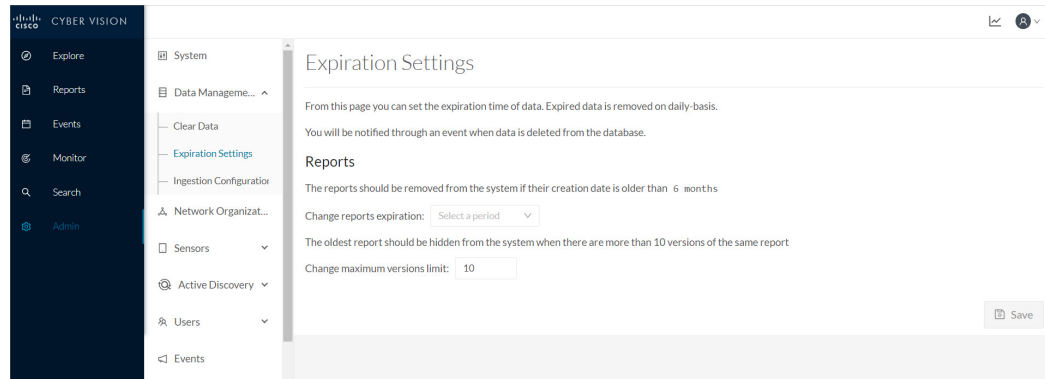 CISCO CYBER VISION
Explore
Reports
Events
Monitor
Search
Admin
System
Data Manageme...
Clear Data
Expiration Settings
Ingestion Configuration
Network Organizat...
Sensors
Active Discovery
Users
Events
Expiration Settings
From this page you can set the expiration time of data. Expired data is removed on daily-basis.
You will be notified through an event when data is deleted from the database.
Reports
The reports should be removed from the system if their creation date is older than 6 months
Change reports expiration: Select a period
The oldest report should be hidden from the system when there are more than 10 versions of the same report
Change maximum versions limit: 10
Save